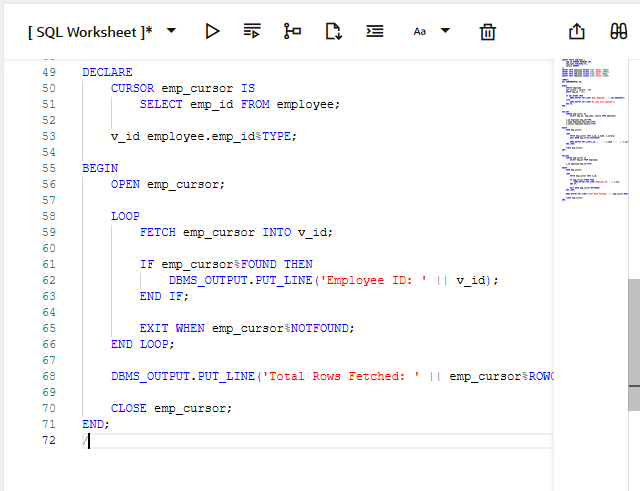 [ SQL Worksheet ]*
Aa
49 DECLARE
50 CURSOR emp_cursor IS
51 SELECT emp_id FROM employee;
52
53 v_id employee.emp_id%TYPE;
54
55 BEGIN
56 OPEN emp_cursor;
57
58 LOOP
59 FETCH emp_cursor INTO v_id;
60
61 IF emp_cursor%FOUND THEN
62 DBMS_OUTPUT.PUT_LINE('Employee ID: ' || v_id);
63 END IF;
64
65 EXIT WHEN emp_cursor%NOTFOUND;
66 END LOOP;
67
68 DBMS_OUTPUT.PUT_LINE('Total Rows Fetched: ' || emp_cursor%ROWC
69
70 CLOSE emp_cursor;
71 END;
72 /